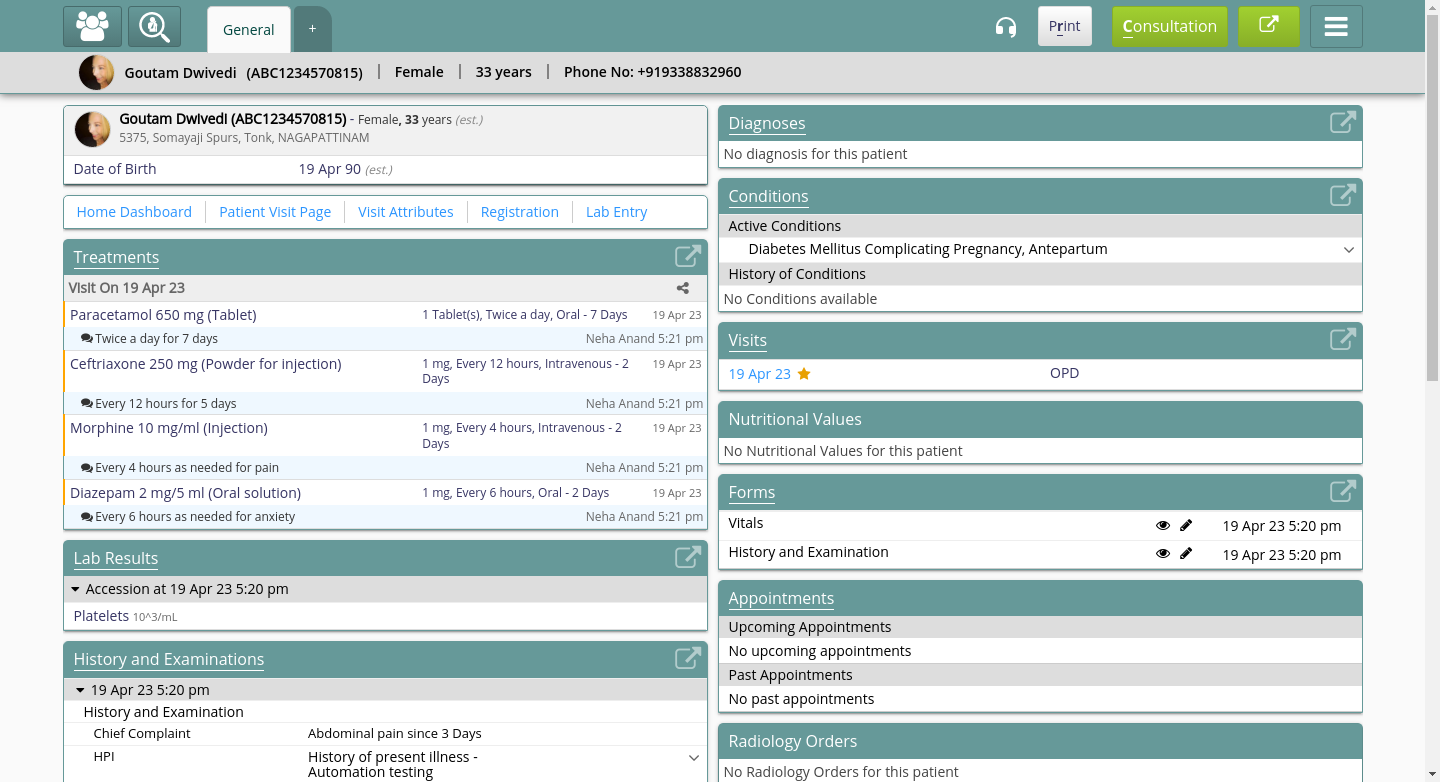 General
+
Print
Consultation
Goutam Dwivedi (ABC1234570815) | Female | 33 years | Phone No: +919338832960
Goutam Dwivedi (ABC1234570815) - Female, 33 years (est.)
5375, Somayaji Spurs, Tonk, NAGAPATTINAM
Date of Birth 19 Apr 90 (est.)
Home Dashboard Patient Visit Page Visit Attributes Registration Lab Entry
Treatments
Visit On 19 Apr 23
Paracetamol 650 mg (Tablet) 1 Tablet(s), Twice a day, Oral - 7 Days 19 Apr 23
Twice a day for 7 days Neha Anand 5:21 pm
Ceftriaxone 250 mg (Powder for injection) 1 mg, Every 12 hours, Intravenous - 2 19 Apr 23
Days
Every 12 hours for 5 days Neha Anand 5:21 pm
Morphine 10 mg/ml (Injection) 1 mg, Every 4 hours, Intravenous - 2 19 Apr 23
Days
Every 4 hours as needed for pain Neha Anand 5:21 pm
Diazepam 2 mg/5 ml (Oral solution) 1 mg, Every 6 hours, Oral - 2 Days 19 Apr 23
Every 6 hours as needed for anxiety Neha Anand 5:21 pm
Lab Results
Accession at 19 Apr 23 5:20 pm
Platelets 10^3/mL
History and Examinations
19 Apr 23 5:20 pm
History and Examination
Chief Complaint Abdominal pain since 3 Days
HPI History of present illness -
Automation testing
Diagnoses
No diagnosis for this patient
Conditions
Active Conditions
Diabetes Mellitus Complicating Pregnancy, Antepartum
History of Conditions
No Conditions available
Visits
19 Apr 23 OPD
Nutritional Values
No Nutritional Values for this patient
Forms
Vitals 19 Apr 23 5:20 pm
History and Examination 19 Apr 23 5:20 pm
Appointments
Upcoming Appointments
No upcoming appointments
Past Appointments
No past appointments
Radiology Orders
No Radiology Orders for this patient